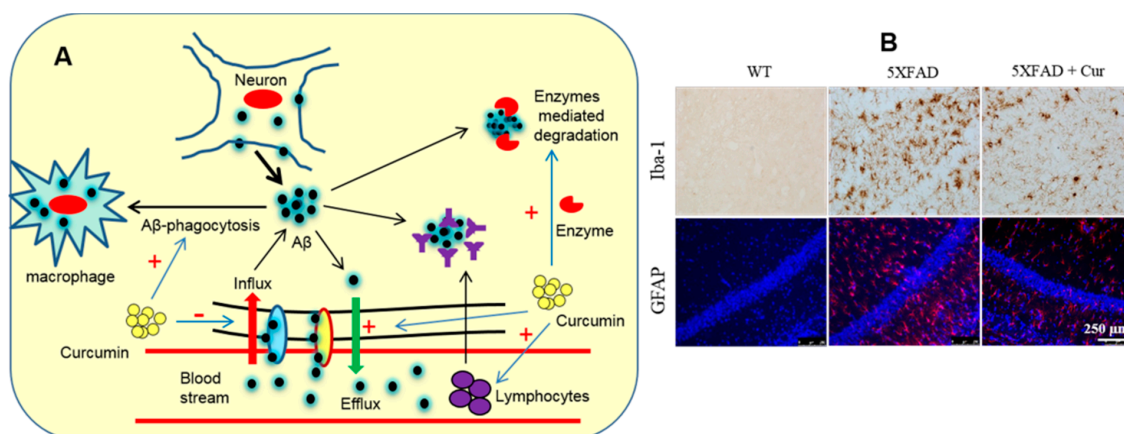 A
Neuron
Enzymes
mediated
degradation
Aβ-phagocytosis
Aβ
+
Enzyme
macrophage
+
Influx
Curcumin
-
+
Curcumin
+
Blood
stream
Efflux
Lymphocytes
B
WT
5XFAD
5XFAD + Cur
Iba-1
GFAP
250 µm